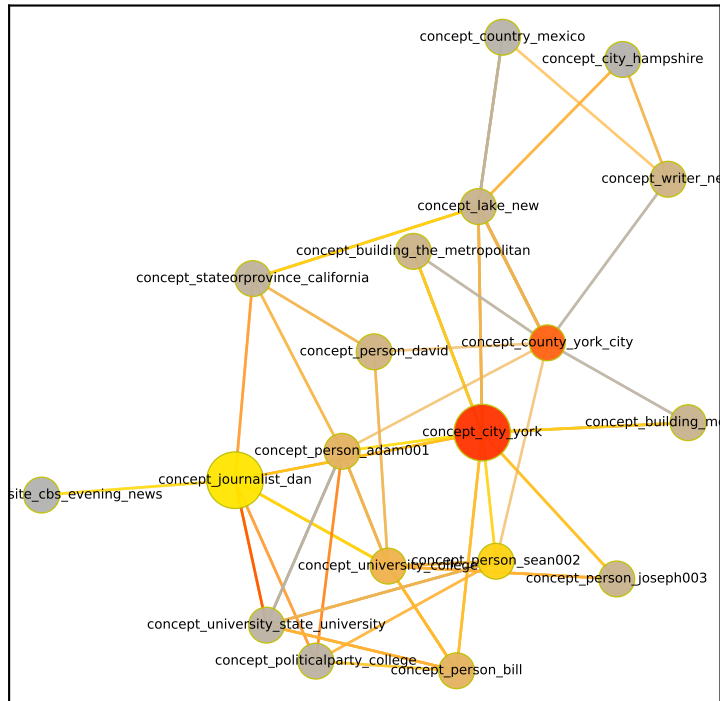 concept_country_mexico
concept_city_hampshire
concept_writer_ne
concept_lake_new
concept_building_the_metropolitan
concept_stateorprovince_california
concept_county_york_city
concept_person_david
concept_building_m
concept_city_york
concept_person_adam001
concept_journalist_dan
site_cbs_evening_news
concept_person_sean002
concept_university_college
concept_person_joseph003
concept_university_state_university
concept_politicalparty_college
concept_person_bill